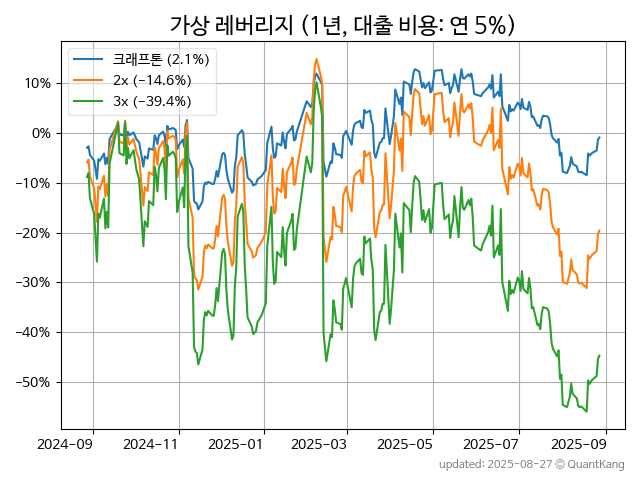 가상 레버리지 (1년, 대출 비용: 연 5%)
크래프톤 (2.1%)
2x (−14.6%)
3x (−39.4%)
10%
0%
−10%
−20%
−30%
−40%
−50%
2024-09 2024-11 2025-01 2025-03 2025-05 2025-07 2025-09
updated: 2025-08-27 © QuantKang